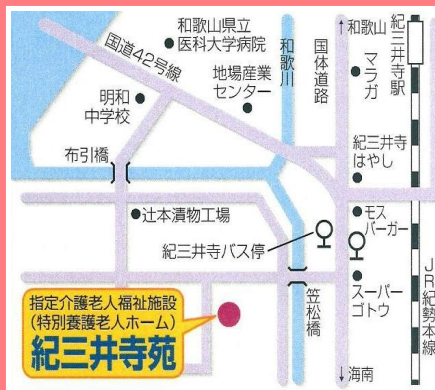 和歌山県立
医科大学病院
国道42号線
地場産業
センター
明和
中学校
和歌川
国体道路
↑和歌山
マラガ
紀三井寺駅
紀三井寺
はやし
布引橋
辻本漬物工場
モス
バーガー
紀三井寺バス停
スーパー
ゴトウ
笠松橋
JR紀勢本線
↓海南
指定介護老人福祉施設
(特別養護老人ホーム)
紀三井寺苑